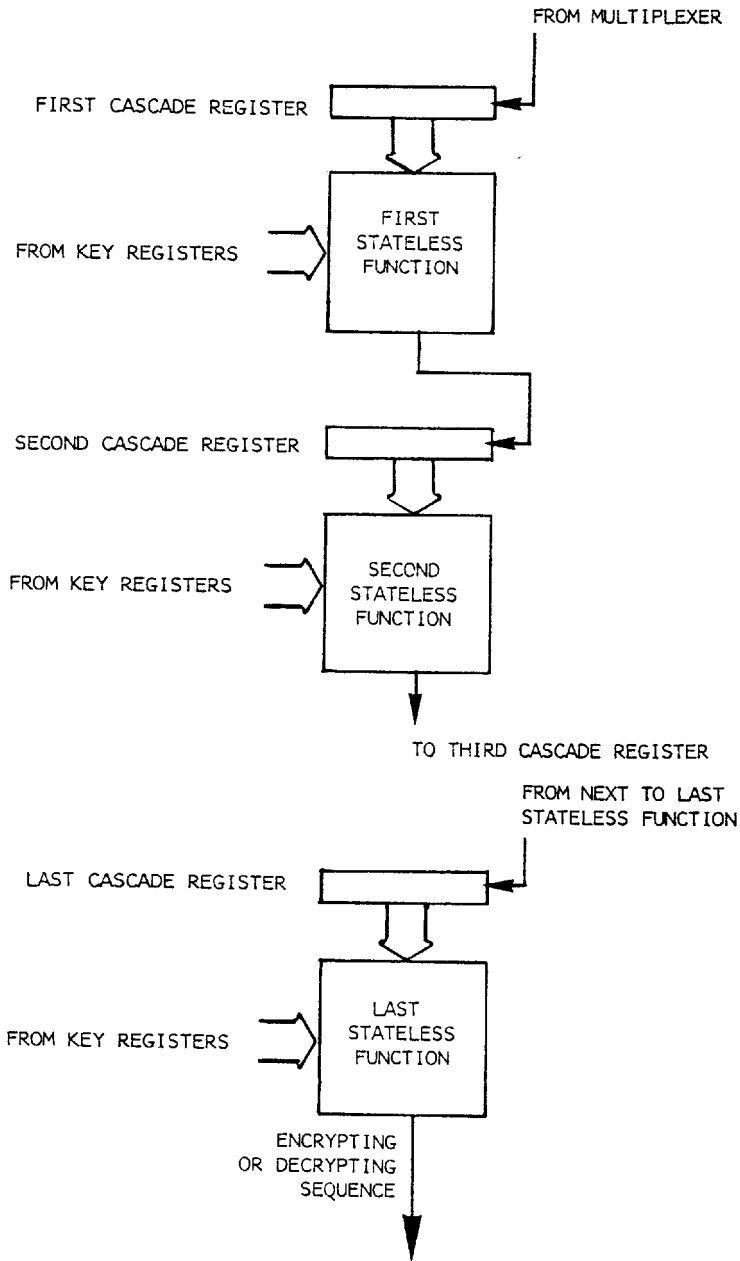 FROM MULTIPLEXER
FIRST CASCADE REGISTER
FIRST
STATELESS
FUNCTION
FROM KEY REGISTERS
SECOND CASCADE REGISTER
SECOND
STATELESS
FUNCTION
FROM KEY REGISTERS
TO THIRD CASCADE REGISTER
FROM NEXT TO LAST
STATELESS FUNCTION
LAST CASCADE REGISTER
LAST
STATELESS
FUNCTION
FROM KEY REGISTERS
ENCRYPTING
OR DECRYPTING
SEQUENCE